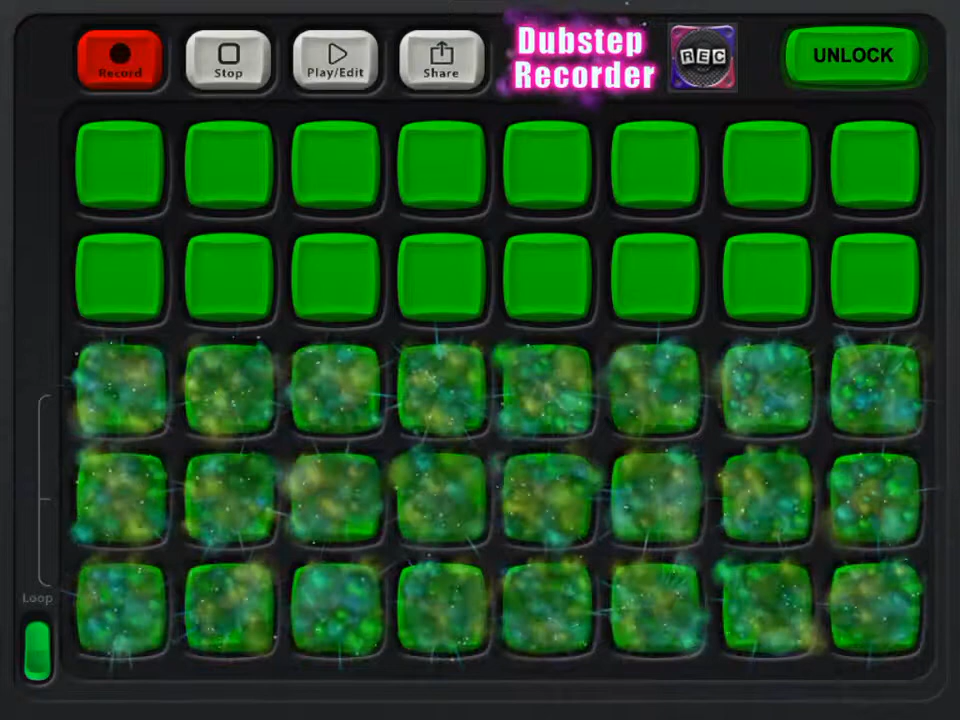 Record
Stop
Play/Edit
Share
Dubstep
Recorder
REC
UNLOCK
Loop